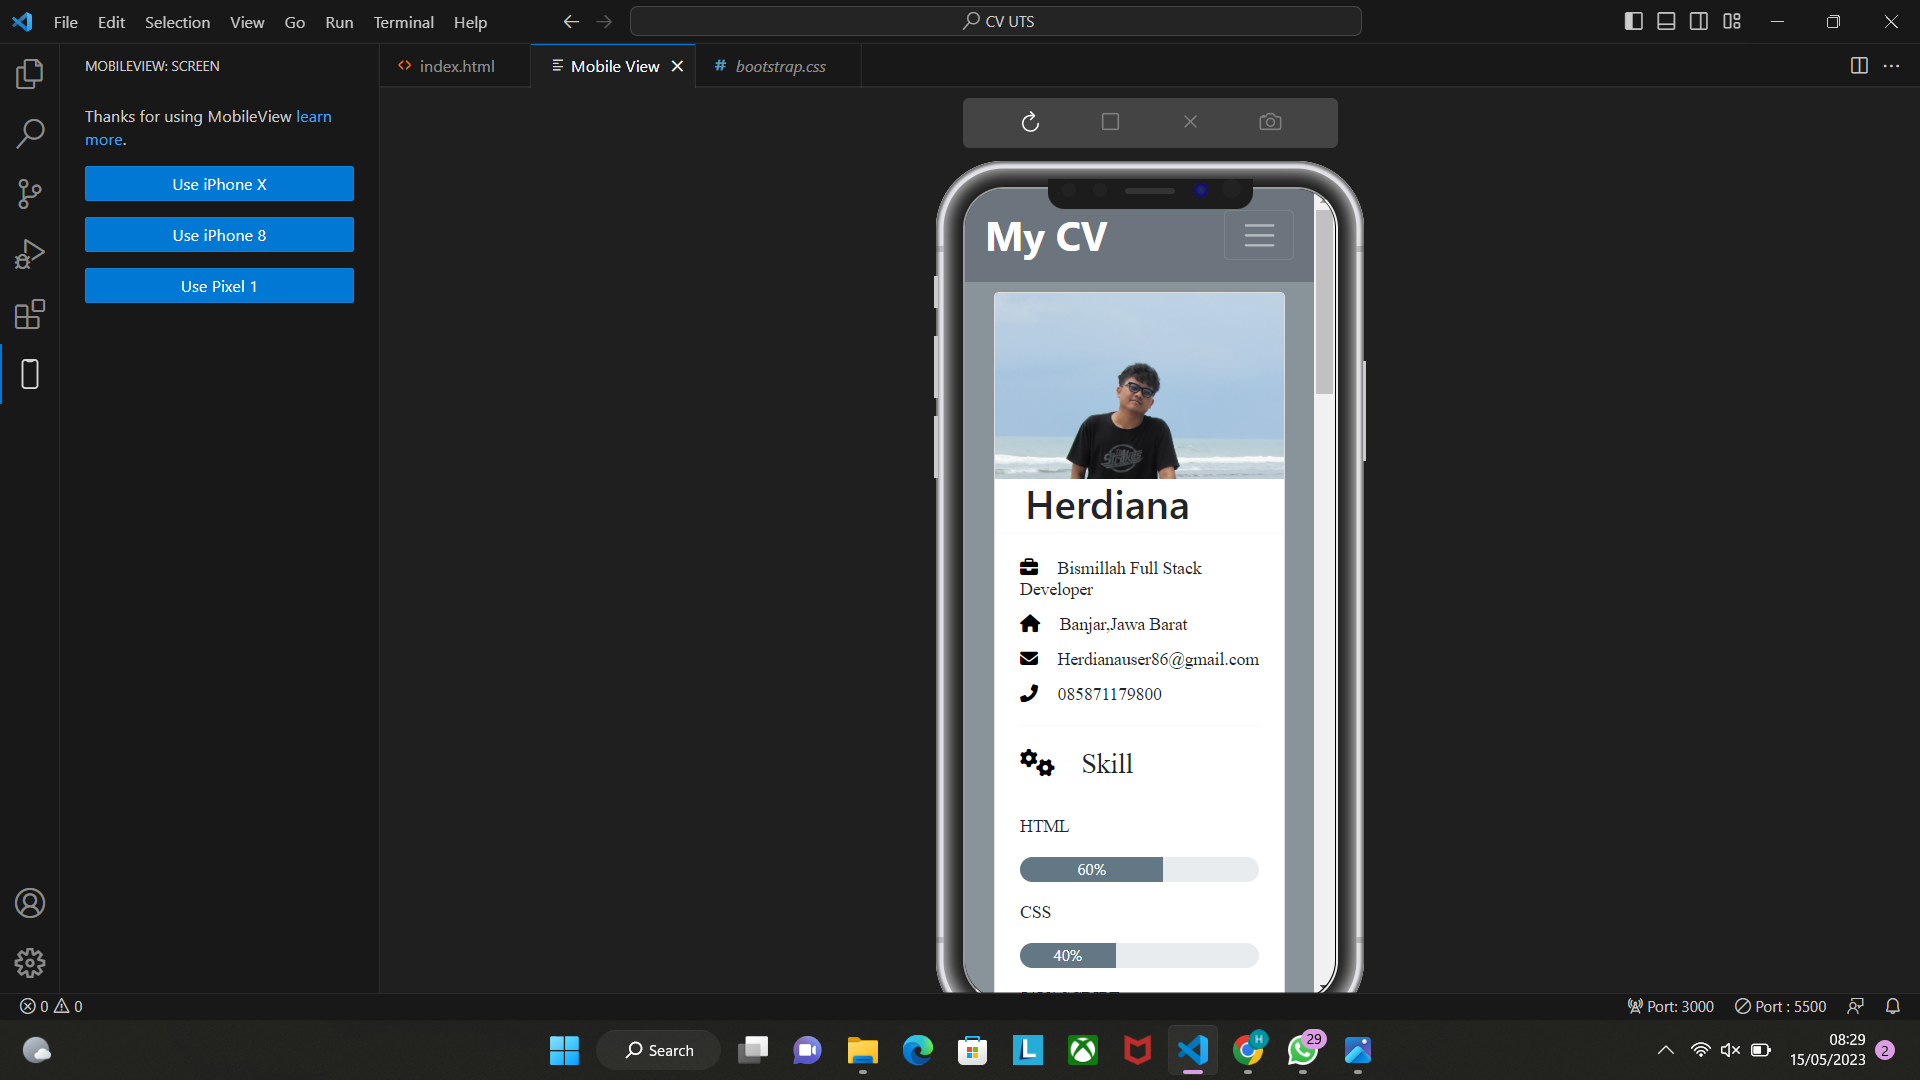 File Edit Selection View Go Run Terminal Help
CV UTS
MOBILEVIEW: SCREEN
index.html
Mobile View
# bootstrap.css
Thanks for using MobileView learn
more.
Use iPhone X
Use iPhone 8
Use Pixel 1
My CV
Herdiana
Bismillah Full Stack
Developer
Banjar,Jawa Barat
Herdianauser86@gmail.com
085871179800
Skill
HTML
60%
CSS
40%
0 0
Port: 3000
Port : 5500
Search
H
29
08:29
15/05/2023
2